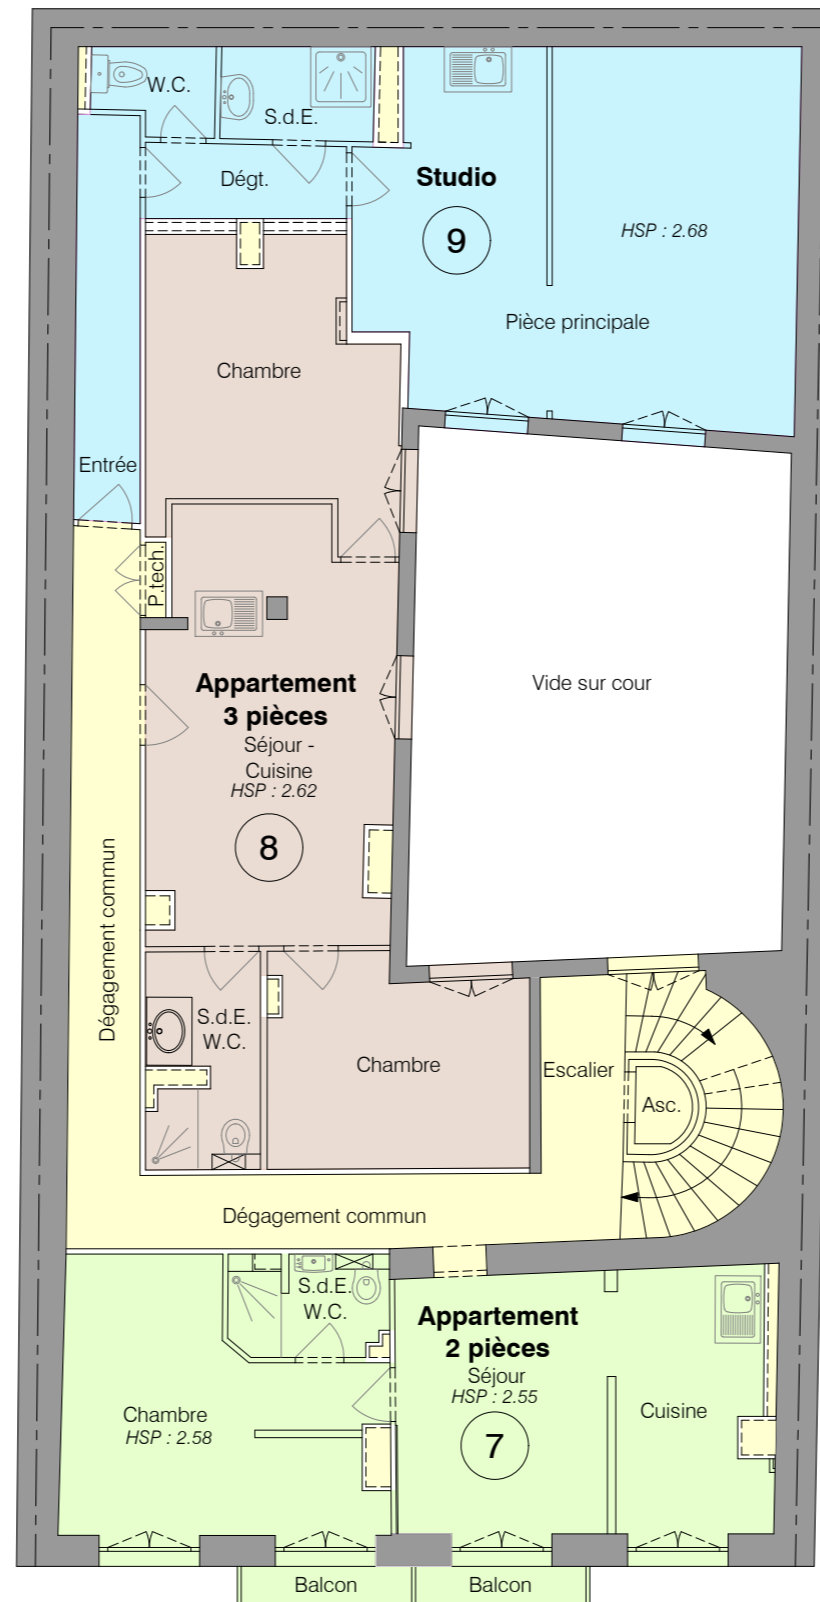 W.C.
S.d.E.
Dégt.
Studio
9
HSP : 2.68
Pièce principale
Chambre
Entrée
P.tech.
Appartement
3 pièces
Séjour -
Cuisine
HSP : 2.62
8
Vide sur cour
Dégagement commun
S.d.E.
W.C.
Chambre
Escalier
Asc.
Dégagement commun
S.d.E.
W.C.
Appartement
2 pièces
Séjour
HSP : 2.55
7
Cuisine
Chambre
HSP : 2.58
Balcon
Balcon